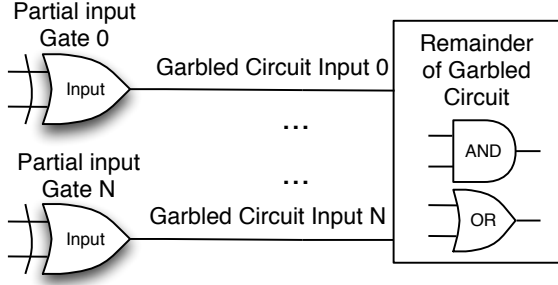 Partial input
Gate 0
Input
Garbled Circuit Input 0
...
...
Partial input
Gate N
Input
Garbled Circuit Input N
Remainder
of Garbled
Circuit
AND
OR